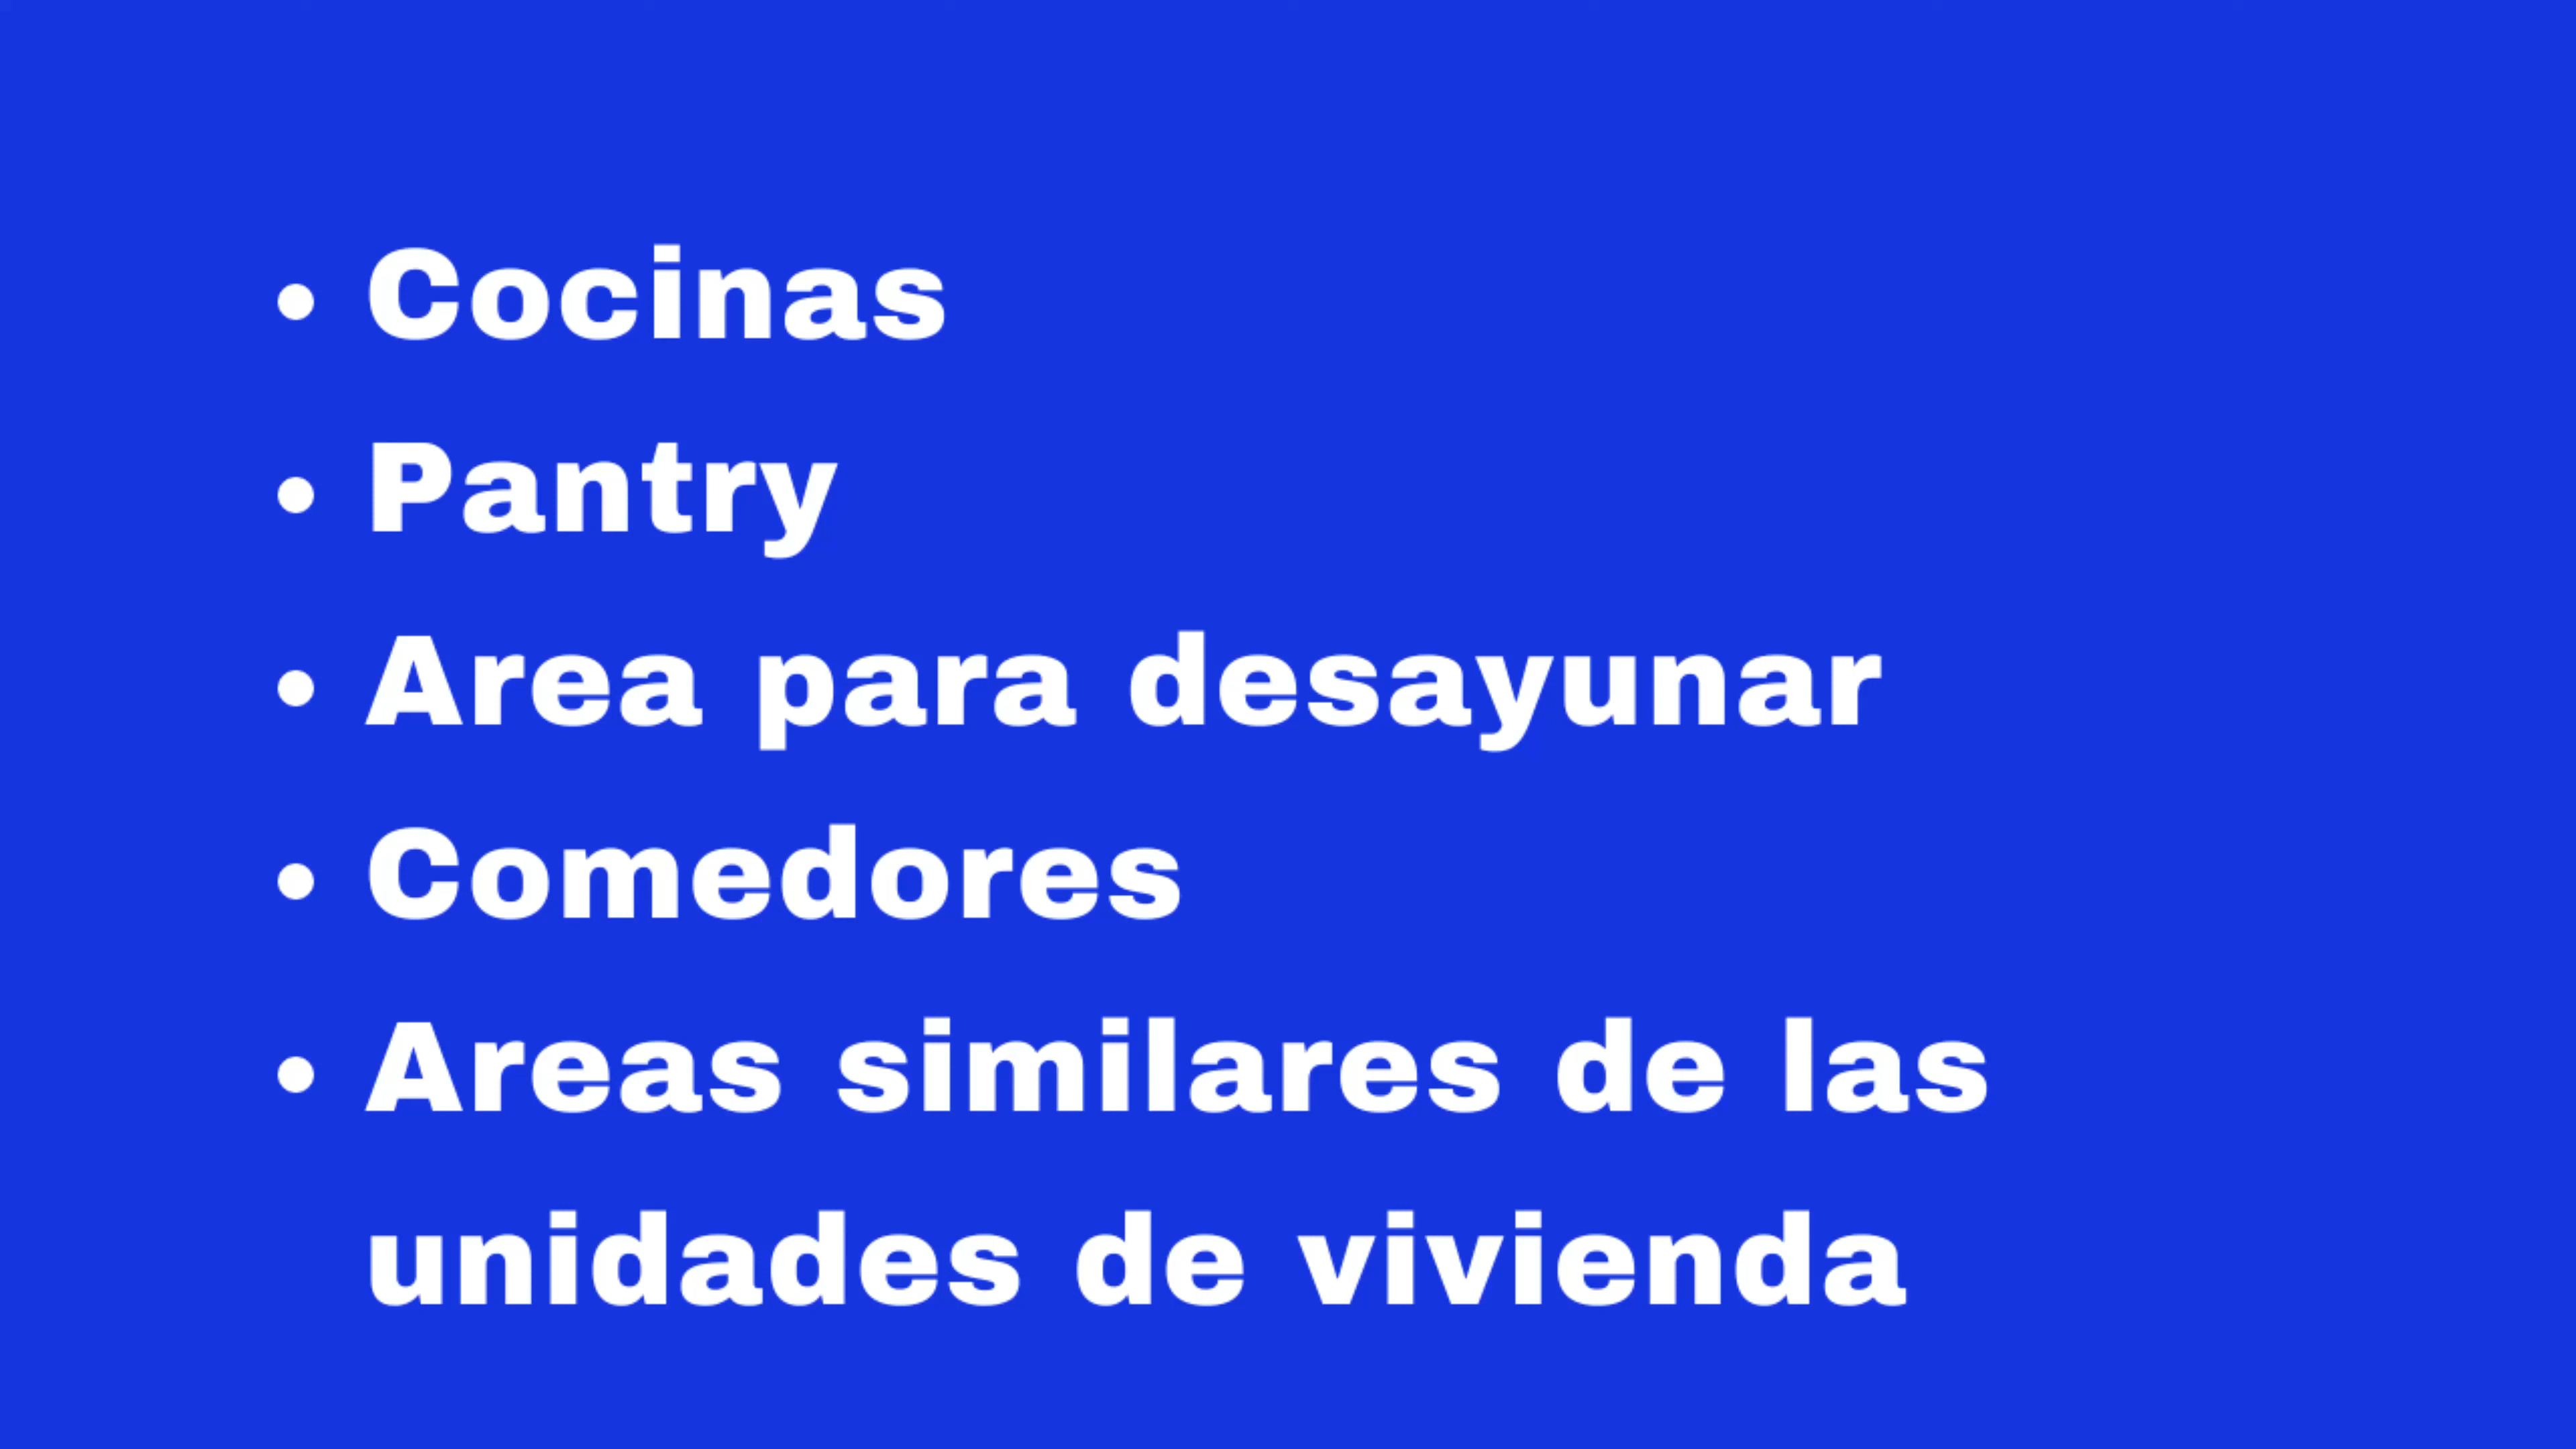 • Cocinas
• Pantry
• Area para desayunar
• Comedores
• Areas similares de las
unidades de vivienda